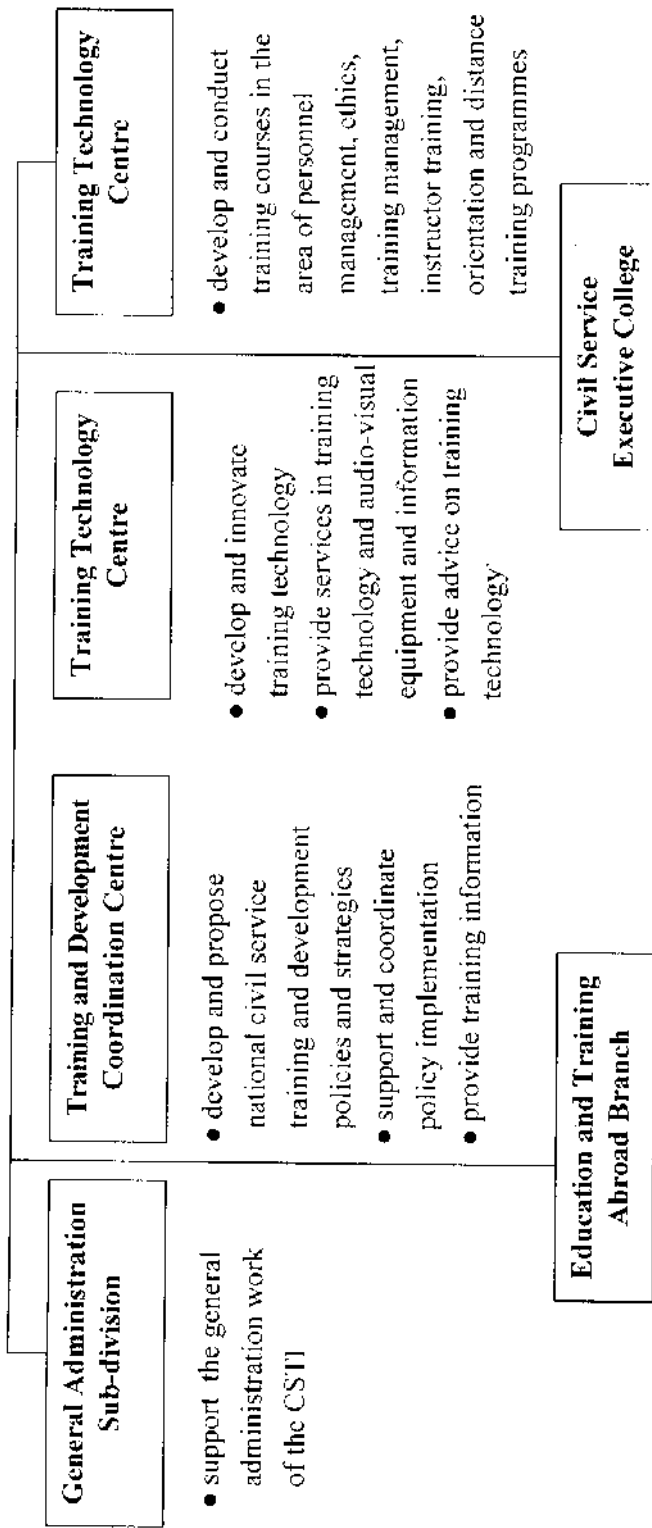 General Administration
Sub-division
● support the general
administration work
of the CSTI
Training and Development
Coordination Centre
● develop and propose
national civil service
training and development
policies and strategies
● support and coordinate
policy implementation
● provide training information
Training Technology
Centre
● develop and innovate
training technology
● provide services in training
technology and audio-visual
equipment and information
● provide advice on training
technology
Training Technology
Centre
● develop and conduct
training courses in the
area of personnel
management, ethics,
training management,
instructor training,
orientation and distance
training programmes
Education and Training
Abroad Branch
Civil Service
Executive College